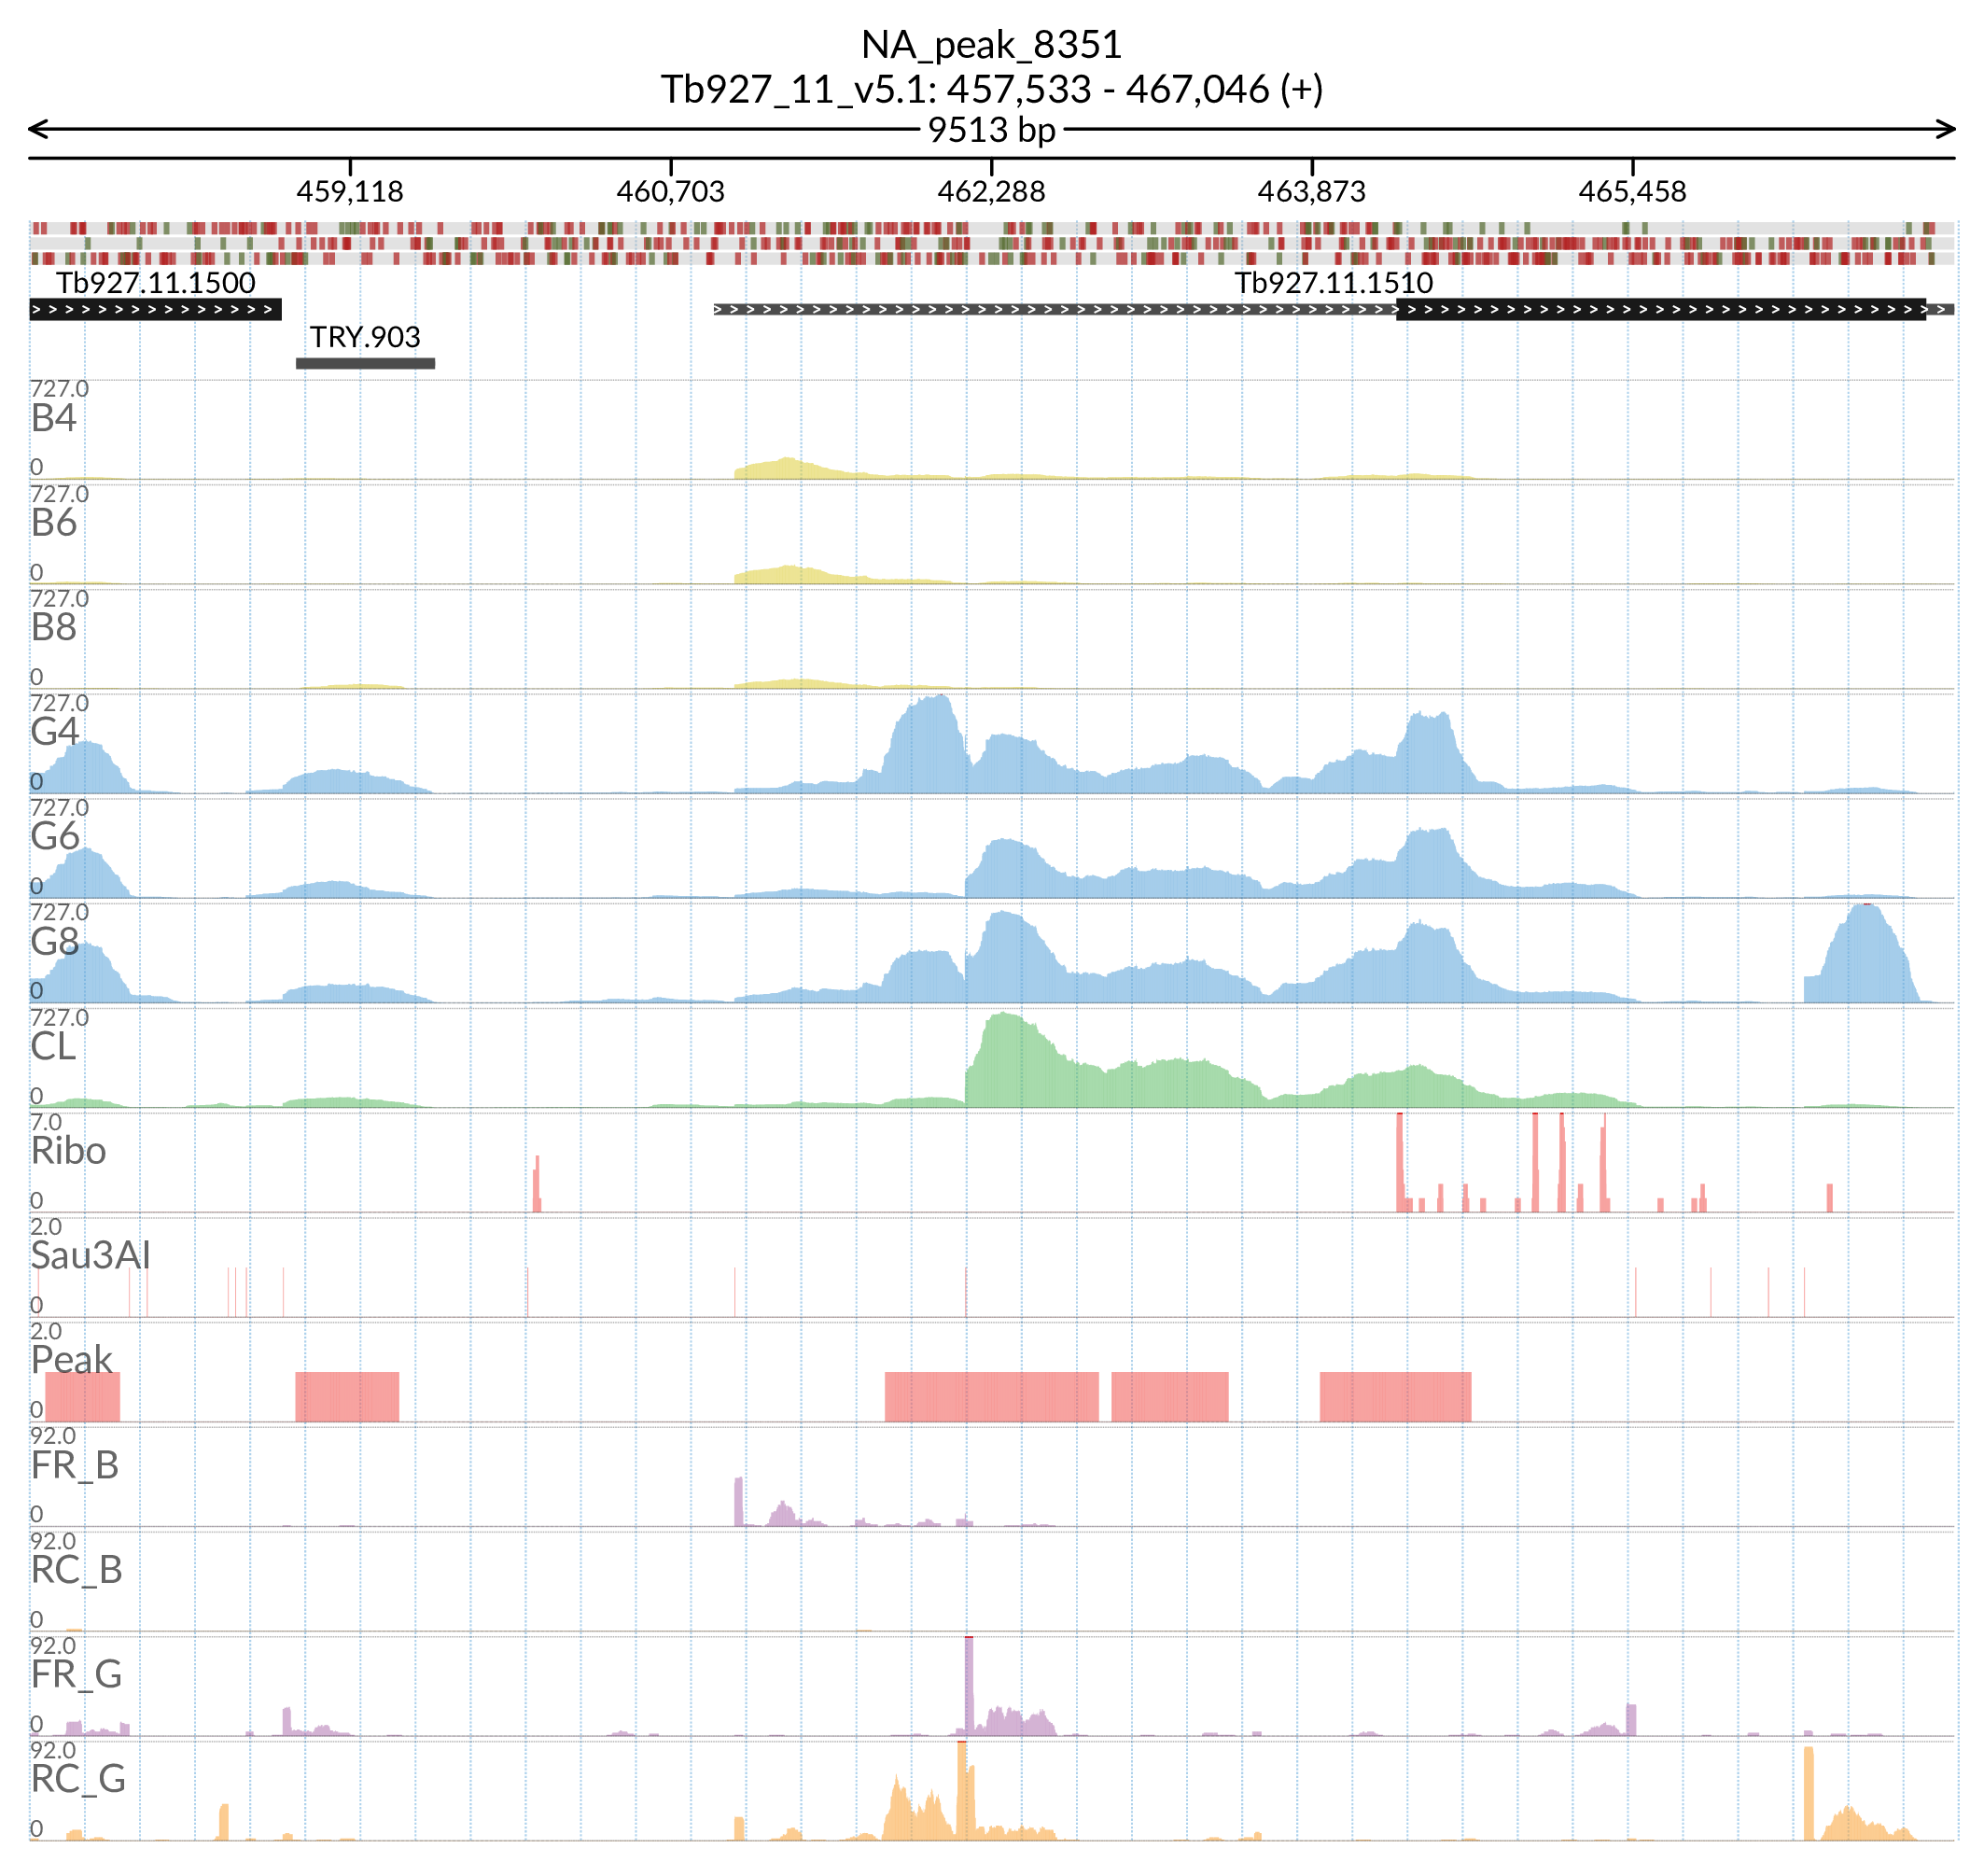 NA_peak_8351
Tb927_11_v5.1: 457,533 - 467,046 (+)
9513 bp
459,118 460,703 462,288 463,873 465,458
Tb927.11.1500 Tb927.11.1510
TRY.903
727.0
B4
0
727.0
B6
0
727.0
B8
0
727.0
G4
0
727.0
G6
0
727.0
G8
0
727.0
CL
0
7.0
Ribo
0
2.0
Sau3AI
0
2.0
Peak
0
92.0
FR_B
0
92.0
RC_B
0
92.0
FR_G
0
92.0
RC_G
0